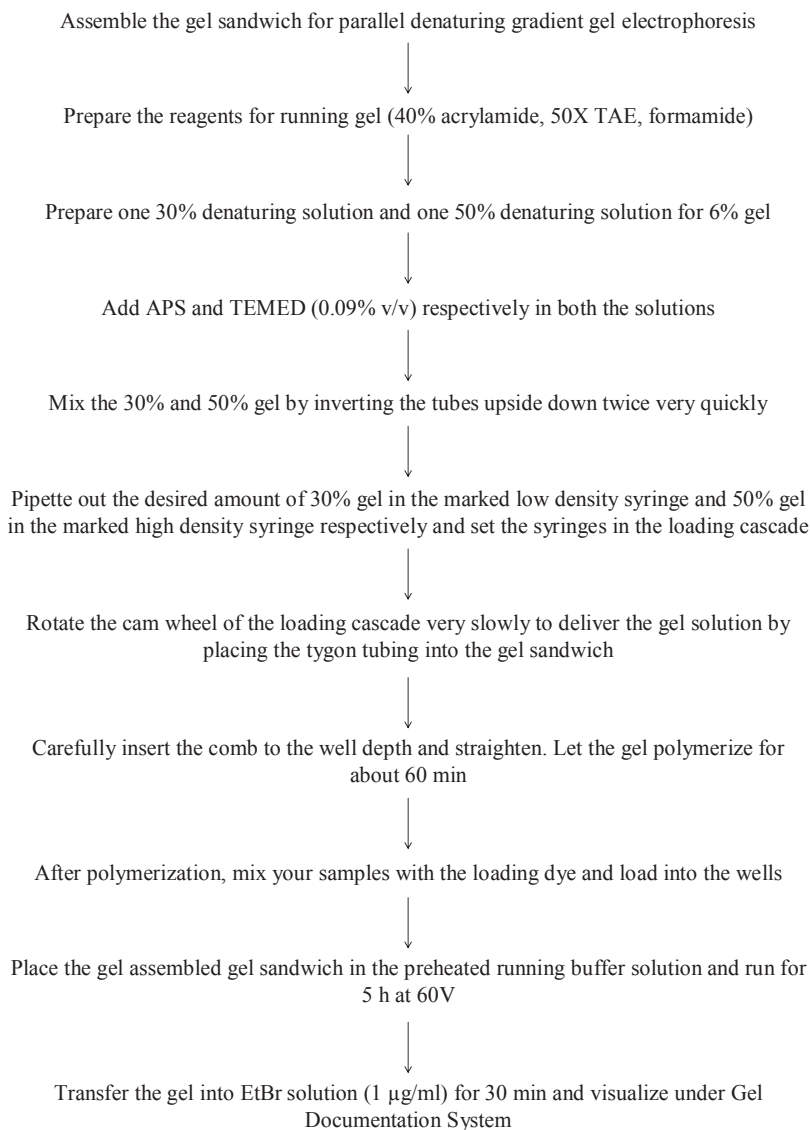 Assemble the gel sandwich for parallel denaturing gradient gel electrophoresis
Prepare the reagents for running gel (40% acrylamide, 50X TAE, formamide)
Prepare one 30% denaturing solution and one 50% denaturing solution for 6% gel
Add APS and TEMED (0.09% v/v) respectively in both the solutions
Mix the 30% and 50% gel by inverting the tubes upside down twice very quickly
Pipette out the desired amount of 30% gel in the marked low density syringe and 50% gel
in the marked high density syringe respectively and set the syringes in the loading cascade
Rotate the cam wheel of the loading cascade very slowly to deliver the gel solution by
placing the tygon tubing into the gel sandwich
Carefully insert the comb to the well depth and straighten. Let the gel polymerize for
about 60 min
After polymerization, mix your samples with the loading dye and load into the wells
Place the gel assembled gel sandwich in the preheated running buffer solution and run for
5 h at 60V
Transfer the gel into EtBr solution (1 µg/ml) for 30 min and visualize under Gel
Documentation System